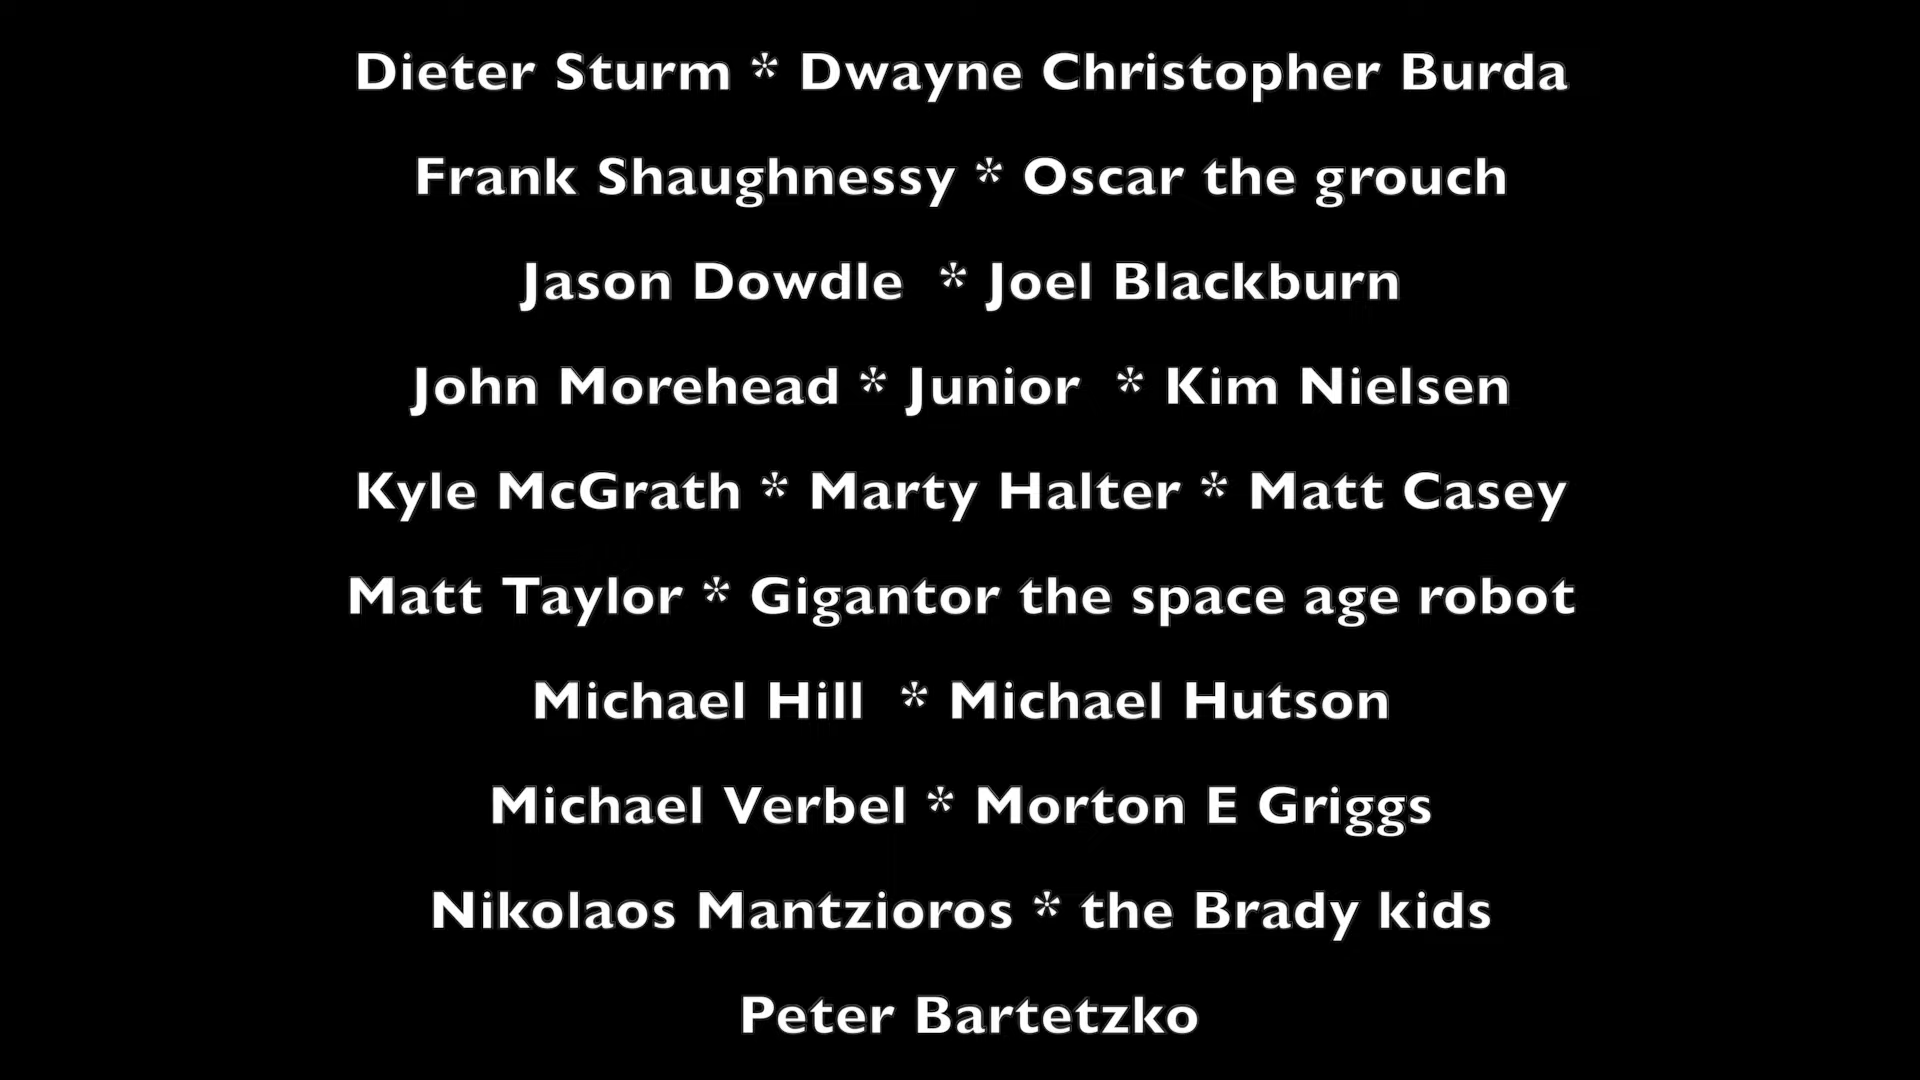 Dieter Sturm * Dwayne Christopher Burda
Frank Shaughnessy * Oscar the grouch
Jason Dowdle  * Joel Blackburn
John Morehead * Junior  * Kim Nielsen
Kyle McGrath * Marty Halter * Matt Casey
Matt Taylor * Gigantor the space age robot
Michael Hill  * Michael Hutson
Michael Verbel * Morton E Griggs
Nikolaos Mantzioros * the Brady kids
Peter Bartetzko